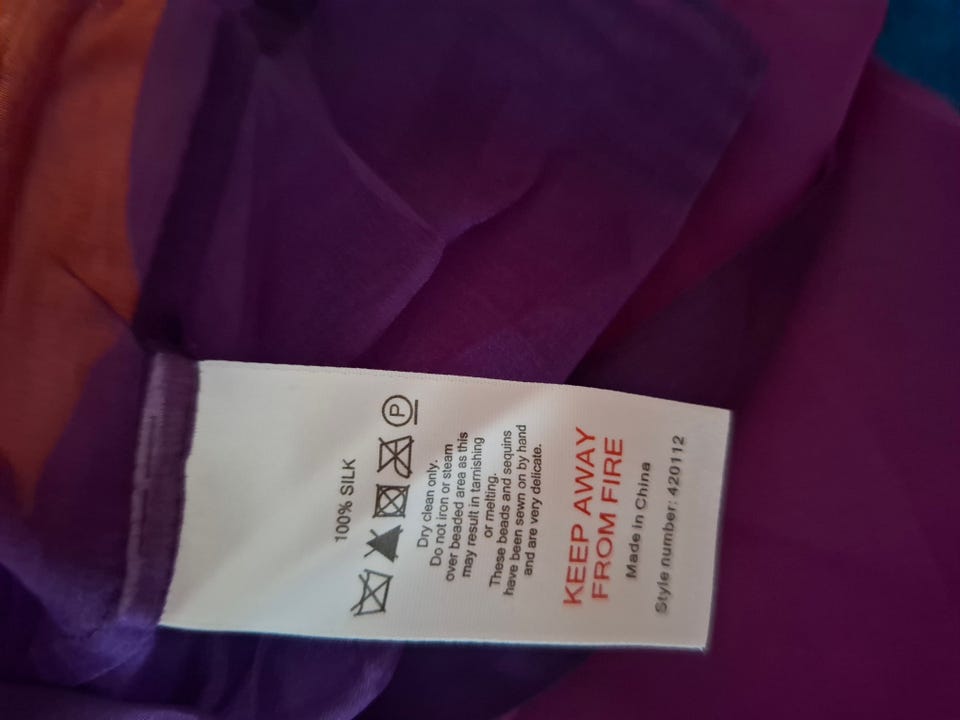 100% SILK
P
Dry clean only.
Do not iron or steam
over beaded area as this
may result in tarnishing
or melting.
These beads and sequins
have been sewn on by hand
and are very delicate.
KEEP AWAY
FROM FIRE
Made in China
Style number: 420112